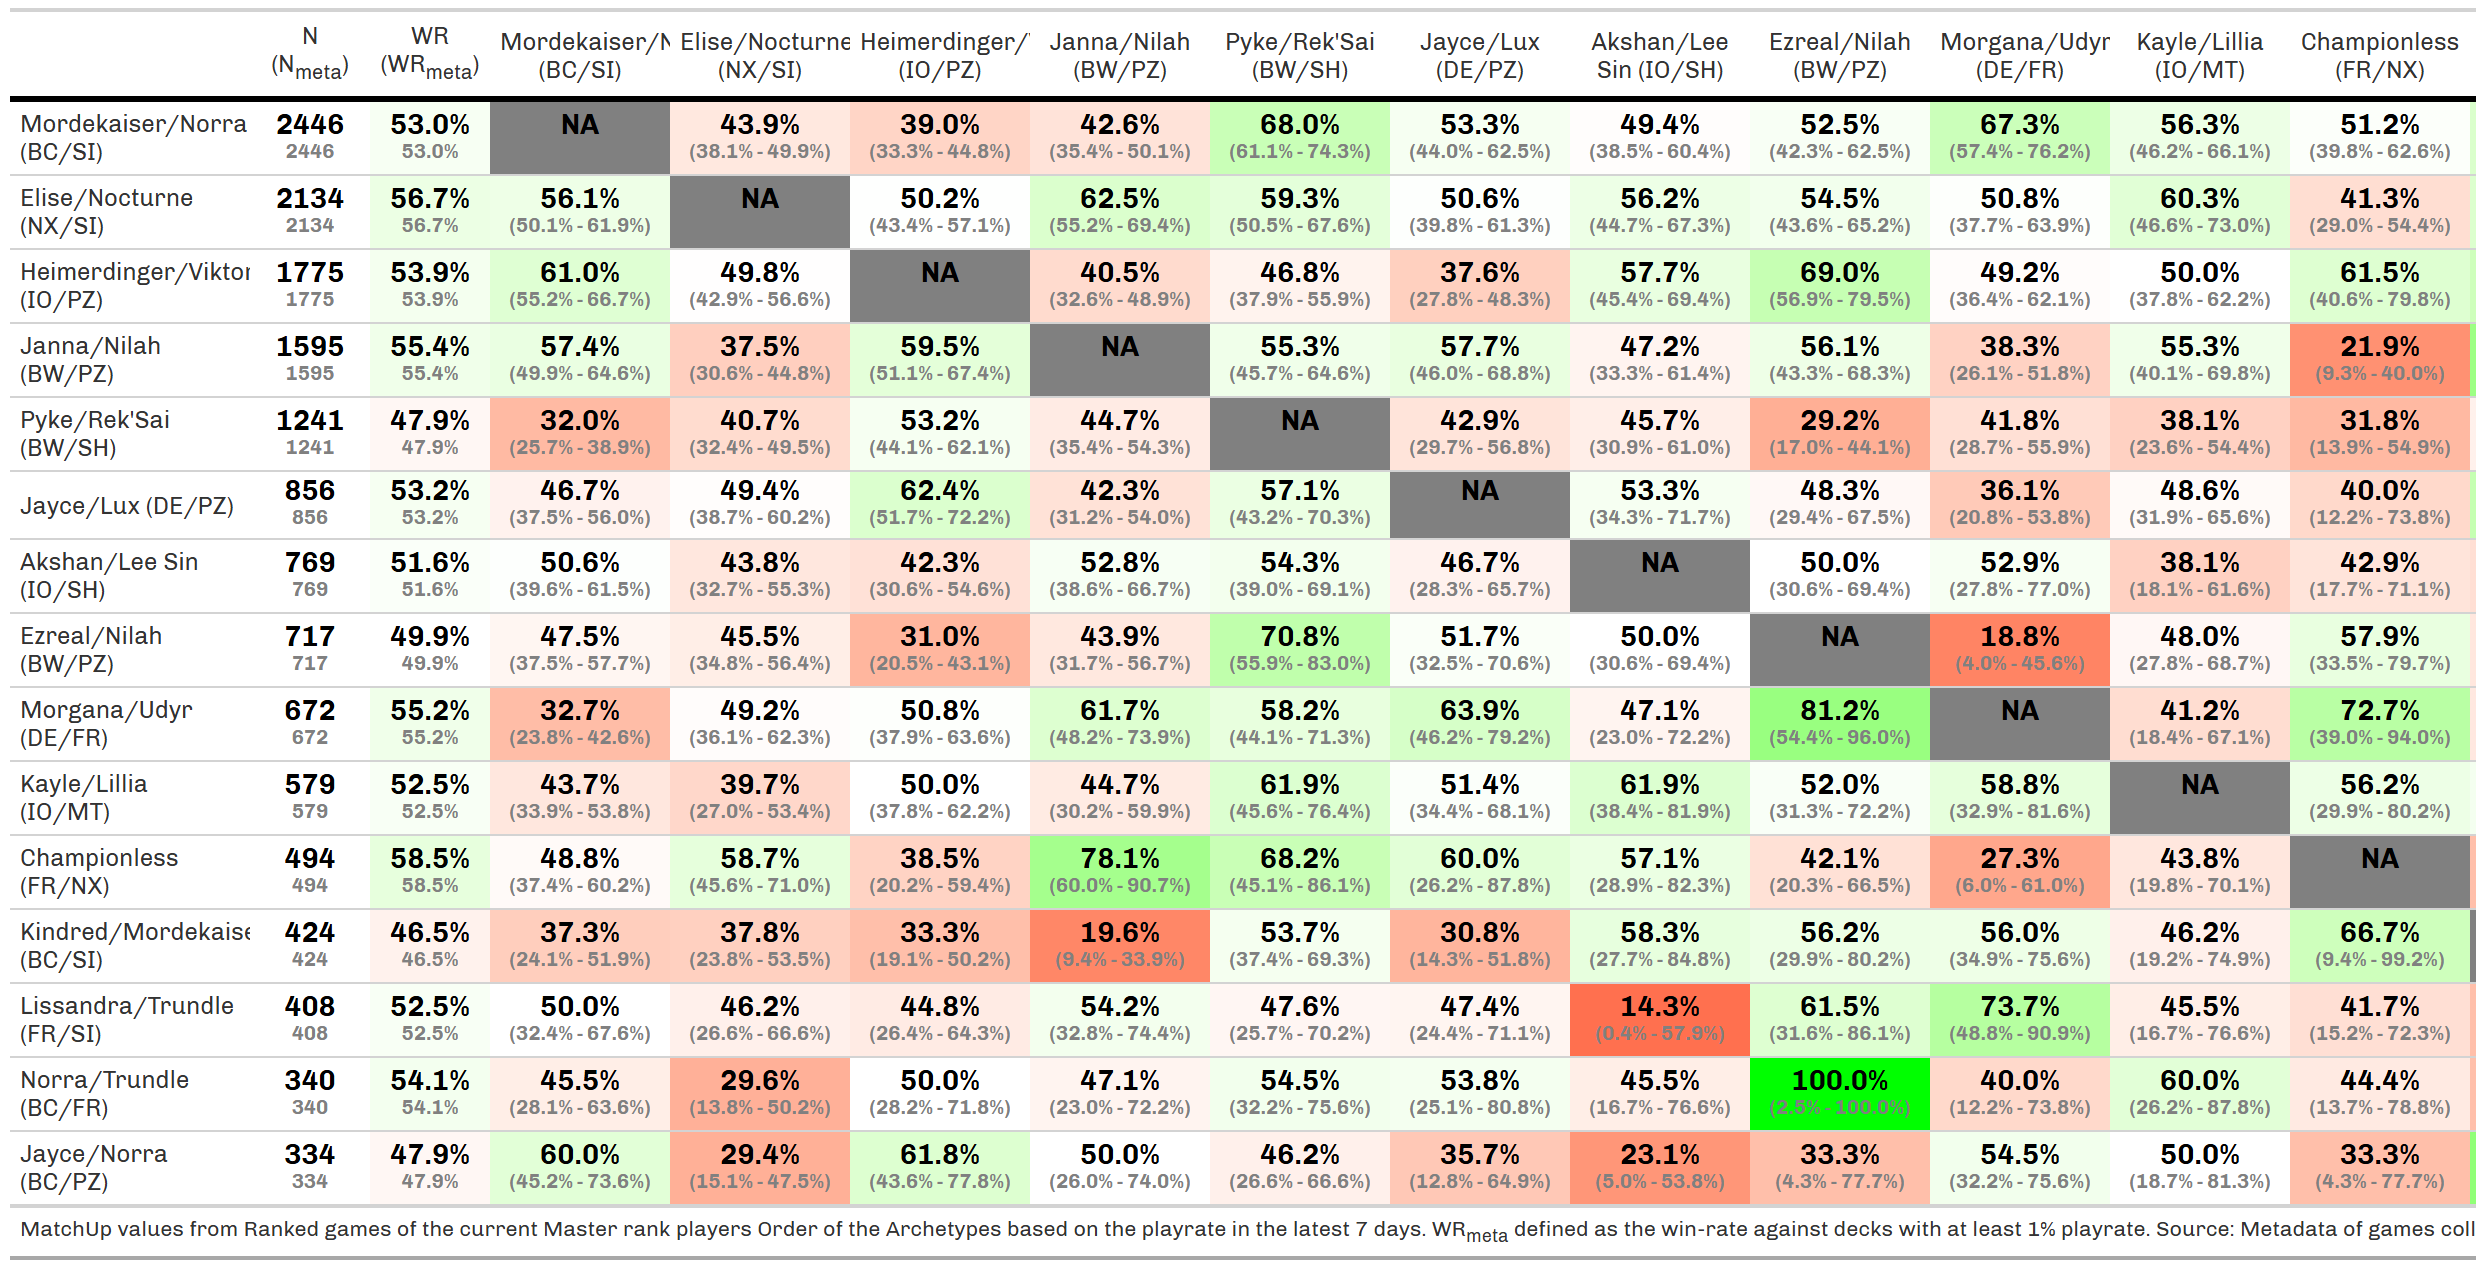 N WR Mordekaiser/N Elise/Nocturne Heimerdinger/ Janna/Nilah Pyke/Rek'Sai Jayce/Lux Akshan/Lee Ezreal/Nilah Morgana/Udyr Kayle/Lillia Championless
(Nmeta) (WRmeta) (BC/SI) (NX/SI) (IO/PZ) (BW/PZ) (BW/SH) (DE/PZ) Sin (IO/SH) (BW/PZ) (DE/FR) (IO/MT) (FR/NX)
Mordekaiser/Norra 2446 53.0% NA 43.9% 39.0% 42.6% 68.0% 53.3% 49.4% 52.5% 67.3% 56.3% 51.2%
(BC/SI) 2446 53.0% (38.1% - 49.9%) (33.3% - 44.8%) (35.4% - 50.1%) (61.1% - 74.3%) (44.0% - 62.5%) (38.5% - 60.4%) (42.3% - 62.5%) (57.4% - 76.2%) (46.2% - 66.1%) (39.8% - 62.6%)
Elise/Nocturne 2134 56.7% 56.1% NA 50.2% 62.5% 59.3% 50.6% 56.2% 54.5% 50.8% 60.3% 41.3%
(NX/SI) 2134 56.7% (50.1% - 61.9%) (43.4% - 57.1%) (55.2% - 69.4%) (50.5% - 67.6%) (39.8% - 61.3%) (44.7% - 67.3%) (43.6% - 65.2%) (37.7% - 63.9%) (46.6% - 73.0%) (29.0% - 54.4%)
Heimerdinger/Viktor 1775 53.9% 61.0% 49.8% NA 40.5% 46.8% 37.6% 57.7% 69.0% 49.2% 50.0% 61.5%
(IO/PZ) 1775 53.9% (55.2% - 66.7%) (42.9% - 56.6%) (32.6% - 48.9%) (37.9% - 55.9%) (27.8% - 48.3%) (45.4% - 69.4%) (56.9% - 79.5%) (36.4% - 62.1%) (37.8% - 62.2%) (40.6% - 79.8%)
Janna/Nilah 1595 55.4% 57.4% 37.5% 59.5% NA 55.3% 57.7% 47.2% 56.1% 38.3% 55.3% 21.9%
(BW/PZ) 1595 55.4% (49.9% - 64.6%) (30.6% - 44.8%) (51.1% - 67.4%) (45.7% - 64.6%) (46.0% - 68.8%) (33.3% - 61.4%) (43.3% - 68.3%) (26.1% - 51.8%) (40.1% - 69.8%) (9.3% - 40.0%)
Pyke/Rek'Sai 1241 47.9% 32.0% 40.7% 53.2% 44.7% NA 42.9% 45.7% 29.2% 41.8% 38.1% 31.8%
(BW/SH) 1241 47.9% (25.7% - 38.9%) (32.4% - 49.5%) (44.1% - 62.1%) (35.4% - 54.3%) (29.7% - 56.8%) (30.9% - 61.0%) (17.0% - 44.1%) (28.7% - 55.9%) (23.6% - 54.4%) (13.9% - 54.9%)
Jayce/Lux (DE/PZ) 856 53.2% 46.7% 49.4% 62.4% 42.3% 57.1% NA 53.3% 48.3% 36.1% 48.6% 40.0%
856 53.2% (37.5% - 56.0%) (38.7% - 60.2%) (51.7% - 72.2%) (31.2% - 54.0%) (43.2% - 70.3%) (34.3% - 71.7%) (29.4% - 67.5%) (20.8% - 53.8%) (31.9% - 65.6%) (12.2% - 73.8%)
Akshan/Lee Sin 769 51.6% 50.6% 43.8% 42.3% 52.8% 54.3% 46.7% NA 50.0% 52.9% 38.1% 42.9%
(IO/SH) 769 51.6% (39.6% - 61.5%) (32.7% - 55.3%) (30.6% - 54.6%) (38.6% - 66.7%) (39.0% - 69.1%) (28.3% - 65.7%) (30.6% - 69.4%) (27.8% - 77.0%) (18.1% - 61.6%) (17.7% - 71.1%)
Ezreal/Nilah 717 49.9% 47.5% 45.5% 31.0% 43.9% 70.8% 51.7% 50.0% NA 18.8% 48.0% 57.9%
(BW/PZ) 717 49.9% (37.5% - 57.7%) (34.8% - 56.4%) (20.5% - 43.1%) (31.7% - 56.7%) (55.9% - 83.0%) (32.5% - 70.6%) (30.6% - 69.4%) (4.0% - 45.6%) (27.8% - 68.7%) (33.5% - 79.7%)
Morgana/Udyr 672 55.2% 32.7% 49.2% 50.8% 61.7% 58.2% 63.9% 47.1% 81.2% NA 41.2% 72.7%
(DE/FR) 672 55.2% (23.8% - 42.6%) (36.1% - 62.3%) (37.9% - 63.6%) (48.2% - 73.9%) (44.1% - 71.3%) (46.2% - 79.2%) (23.0% - 72.2%) (54.4% - 96.0%) (18.4% - 67.1%) (39.0% - 94.0%)
Kayle/Lillia 579 52.5% 43.7% 39.7% 50.0% 44.7% 61.9% 51.4% 61.9% 52.0% 58.8% NA 56.2%
(IO/MT) 579 52.5% (33.9% - 53.8%) (27.0% - 53.4%) (37.8% - 62.2%) (30.2% - 59.9%) (45.6% - 76.4%) (34.4% - 68.1%) (38.4% - 81.9%) (31.3% - 72.2%) (32.9% - 81.6%) (29.9% - 80.2%)
Championless 494 58.5% 48.8% 58.7% 38.5% 78.1% 68.2% 60.0% 57.1% 42.1% 27.3% 43.8% NA
(FR/NX) 494 58.5% (37.4% - 60.2%) (45.6% - 71.0%) (20.2% - 59.4%) (60.0% - 90.7%) (45.1% - 86.1%) (26.2% - 87.8%) (28.9% - 82.3%) (20.3% - 66.5%) (6.0% - 61.0%) (19.8% - 70.1%)
Kindred/Mordekaise 424 46.5% 37.3% 37.8% 33.3% 19.6% 53.7% 30.8% 58.3% 56.2% 56.0% 46.2% 66.7%
(BC/SI) 424 46.5% (24.1% - 51.9%) (23.8% - 53.5%) (19.1% - 50.2%) (9.4% - 33.9%) (37.4% - 69.3%) (14.3% - 51.8%) (27.7% - 84.8%) (29.9% - 80.2%) (34.9% - 75.6%) (19.2% - 74.9%) (9.4% - 99.2%)
Lissandra/Trundle 408 52.5% 50.0% 46.2% 44.8% 54.2% 47.6% 47.4% 14.3% 61.5% 73.7% 45.5% 41.7%
(FR/SI) 408 52.5% (32.4% - 67.6%) (26.6% - 66.6%) (26.4% - 64.3%) (32.8% - 74.4%) (25.7% - 70.2%) (24.4% - 71.1%) (0.4% - 57.9%) (31.6% - 86.1%) (48.8% - 90.9%) (16.7% - 76.6%) (15.2% - 72.3%)
Norra/Trundle 340 54.1% 45.5% 29.6% 50.0% 47.1% 54.5% 53.8% 45.5% 100.0% 40.0% 60.0% 44.4%
(BC/FR) 340 54.1% (28.1% - 63.6%) (13.8% - 50.2%) (28.2% - 71.8%) (23.0% - 72.2%) (32.2% - 75.6%) (25.1% - 80.8%) (16.7% - 76.6%) (2.5% - 100.0%) (12.2% - 73.8%) (26.2% - 87.8%) (13.7% - 78.8%)
Jayce/Norra 334 47.9% 60.0% 29.4% 61.8% 50.0% 46.2% 35.7% 23.1% 33.3% 54.5% 50.0% 33.3%
(BC/PZ) 334 47.9% (45.2% - 73.6%) (15.1% - 47.5%) (43.6% - 77.8%) (26.0% - 74.0%) (26.6% - 66.6%) (12.8% - 64.9%) (5.0% - 53.8%) (4.3% - 77.7%) (32.2% - 75.6%) (18.7% - 81.3%) (4.3% - 77.7%)
MatchUp values from Ranked games of the current Master rank players Order of the Archetypes based on the playrate in the latest 7 days. WRmeta defined as the win-rate against decks with at least 1% playrate. Source: Metadata of games coll